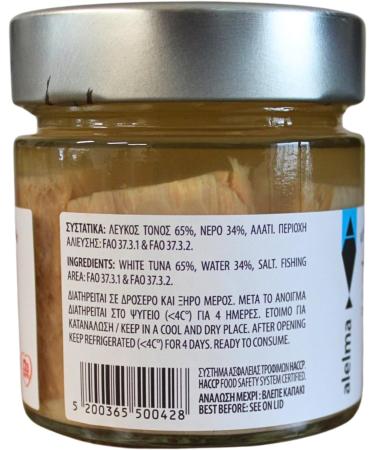 ΣΥΣΤΑΤΙΚΑ: ΛΕΥΚΟΣ ΤΟΝΟΣ 65%, ΝΕΡΟ 34%, ΑΛΑΤΙ. ΠΕΡΙΟΧΗ
ΑΛΙΕΥΣΗΣ: FAO 37.3.1 & FAO 37.3.2.
INGREDIENTS: WHITE TUNA 65%, WATER 34%, SALT. FISHING
AREA: FAO 37.3.1 & FAO 37.3.2.
ΔΙΑΤΗΡΕΙΤΑΙ ΣΕ ΔΡΟΣΕΡΟ ΚΑΙ ΞΗΡΟ ΜΕΡΟΣ. ΜΕΤΑ ΤΟ ΑΝΟΙΓΜΑ
ΔΙΑΤΗΡΕΙΤΑΙ ΣΤΟ ΨΥΓΕΙΟ (<4C°) ΓΙΑ 4 ΗΜΕΡΕΣ. ΕΤΟΙΜΟ ΓΙΑ
ΚΑΤΑΝΑΛΩΣΗ / KEEP IN A COOL AND DRY PLACE. AFTER OPENING
KEEP REFRIGERATED (<4C°) FOR 4 DAYS. READY TO CONSUME.
ΣΥΣΤΗΜΑ ΑΣΦΑΛΕΙΑΣ ΤΡΟΦΙΜΩΝ HACCP.
HACCP FOOD SAFETY SYSTEM CERTIFIED.
ΑΝΑΛΩΣΗ ΜΕΧΡΙ : ΒΛΕΠΕ ΚΑΠΑΚΙ
BEST BEFORE: SEE ON LID
5 200365 500428
alelma